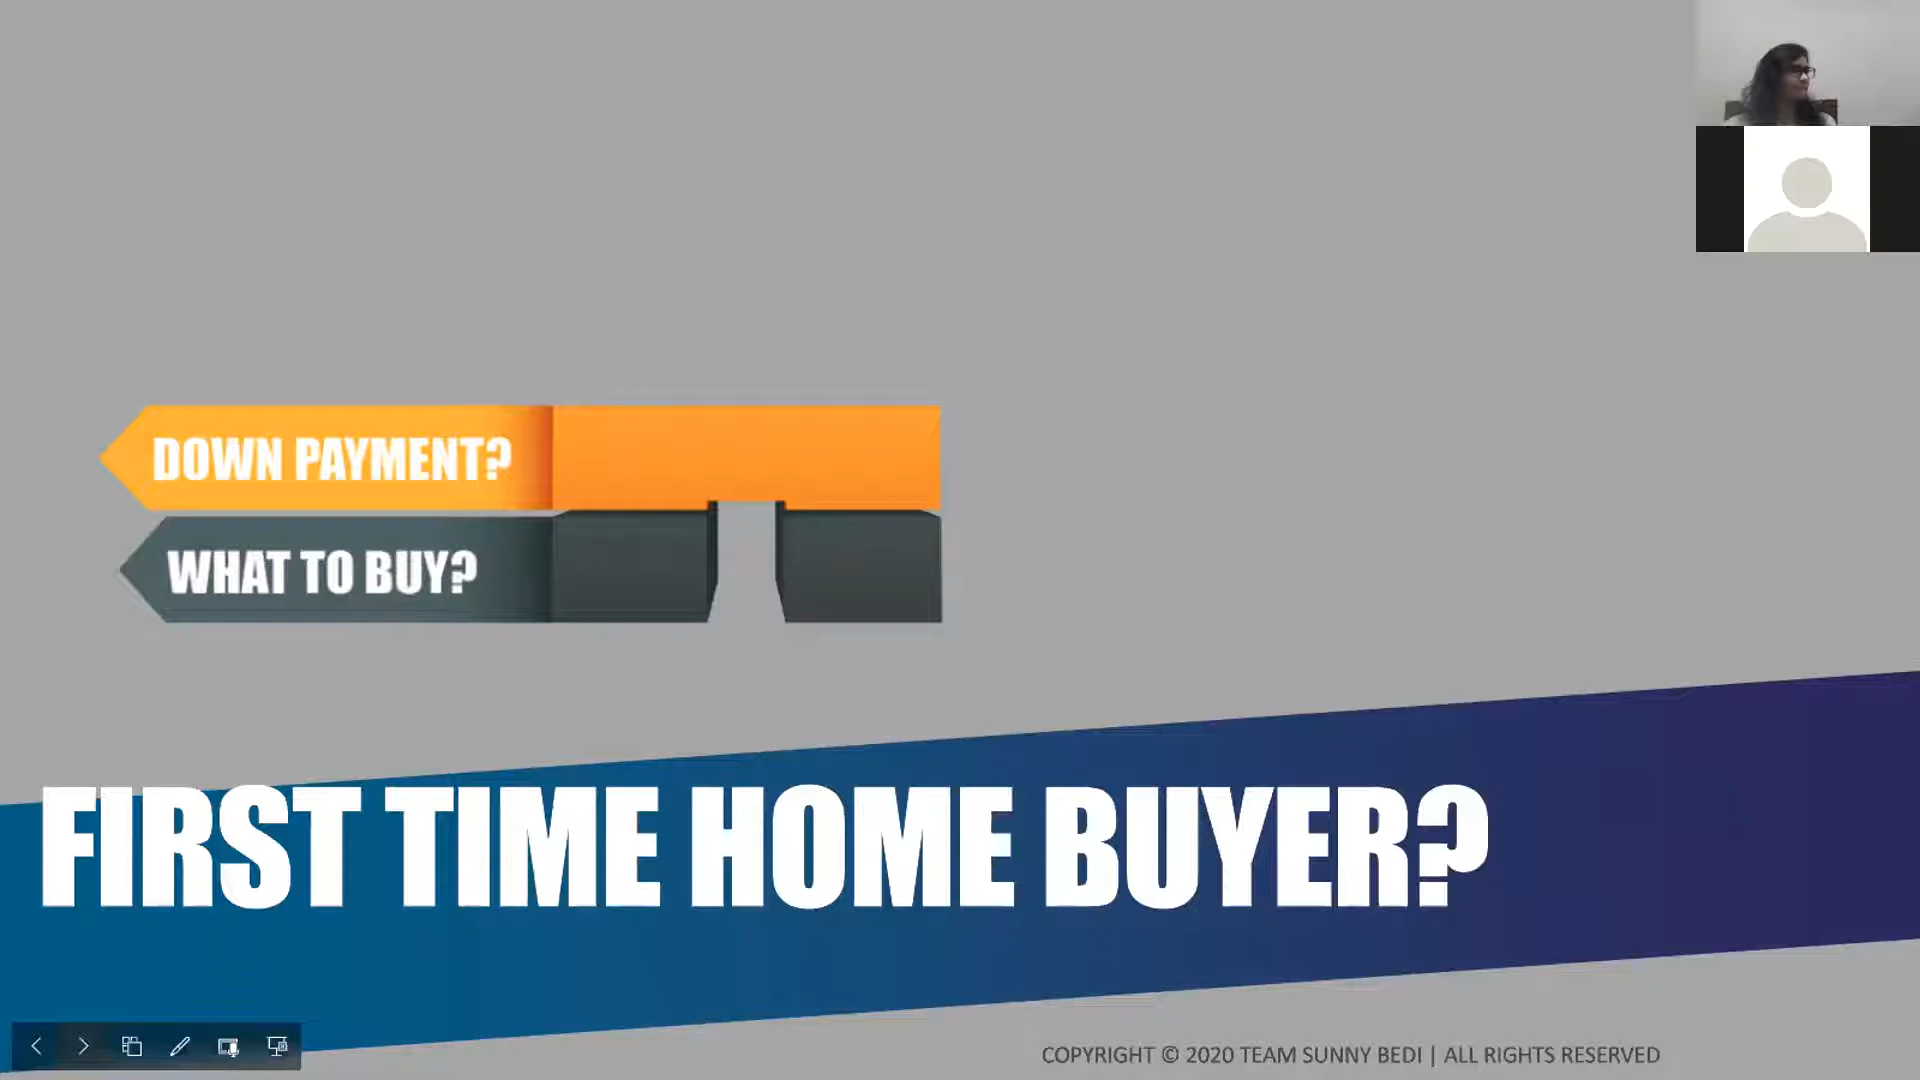 DOWN PAYMENT?
WHAT TO BUY?
FIRST TIME HOME BUYER?
COPYRIGHT © 2020 TEAM SUNNY BEDI | ALL RIGHTS RESERVED